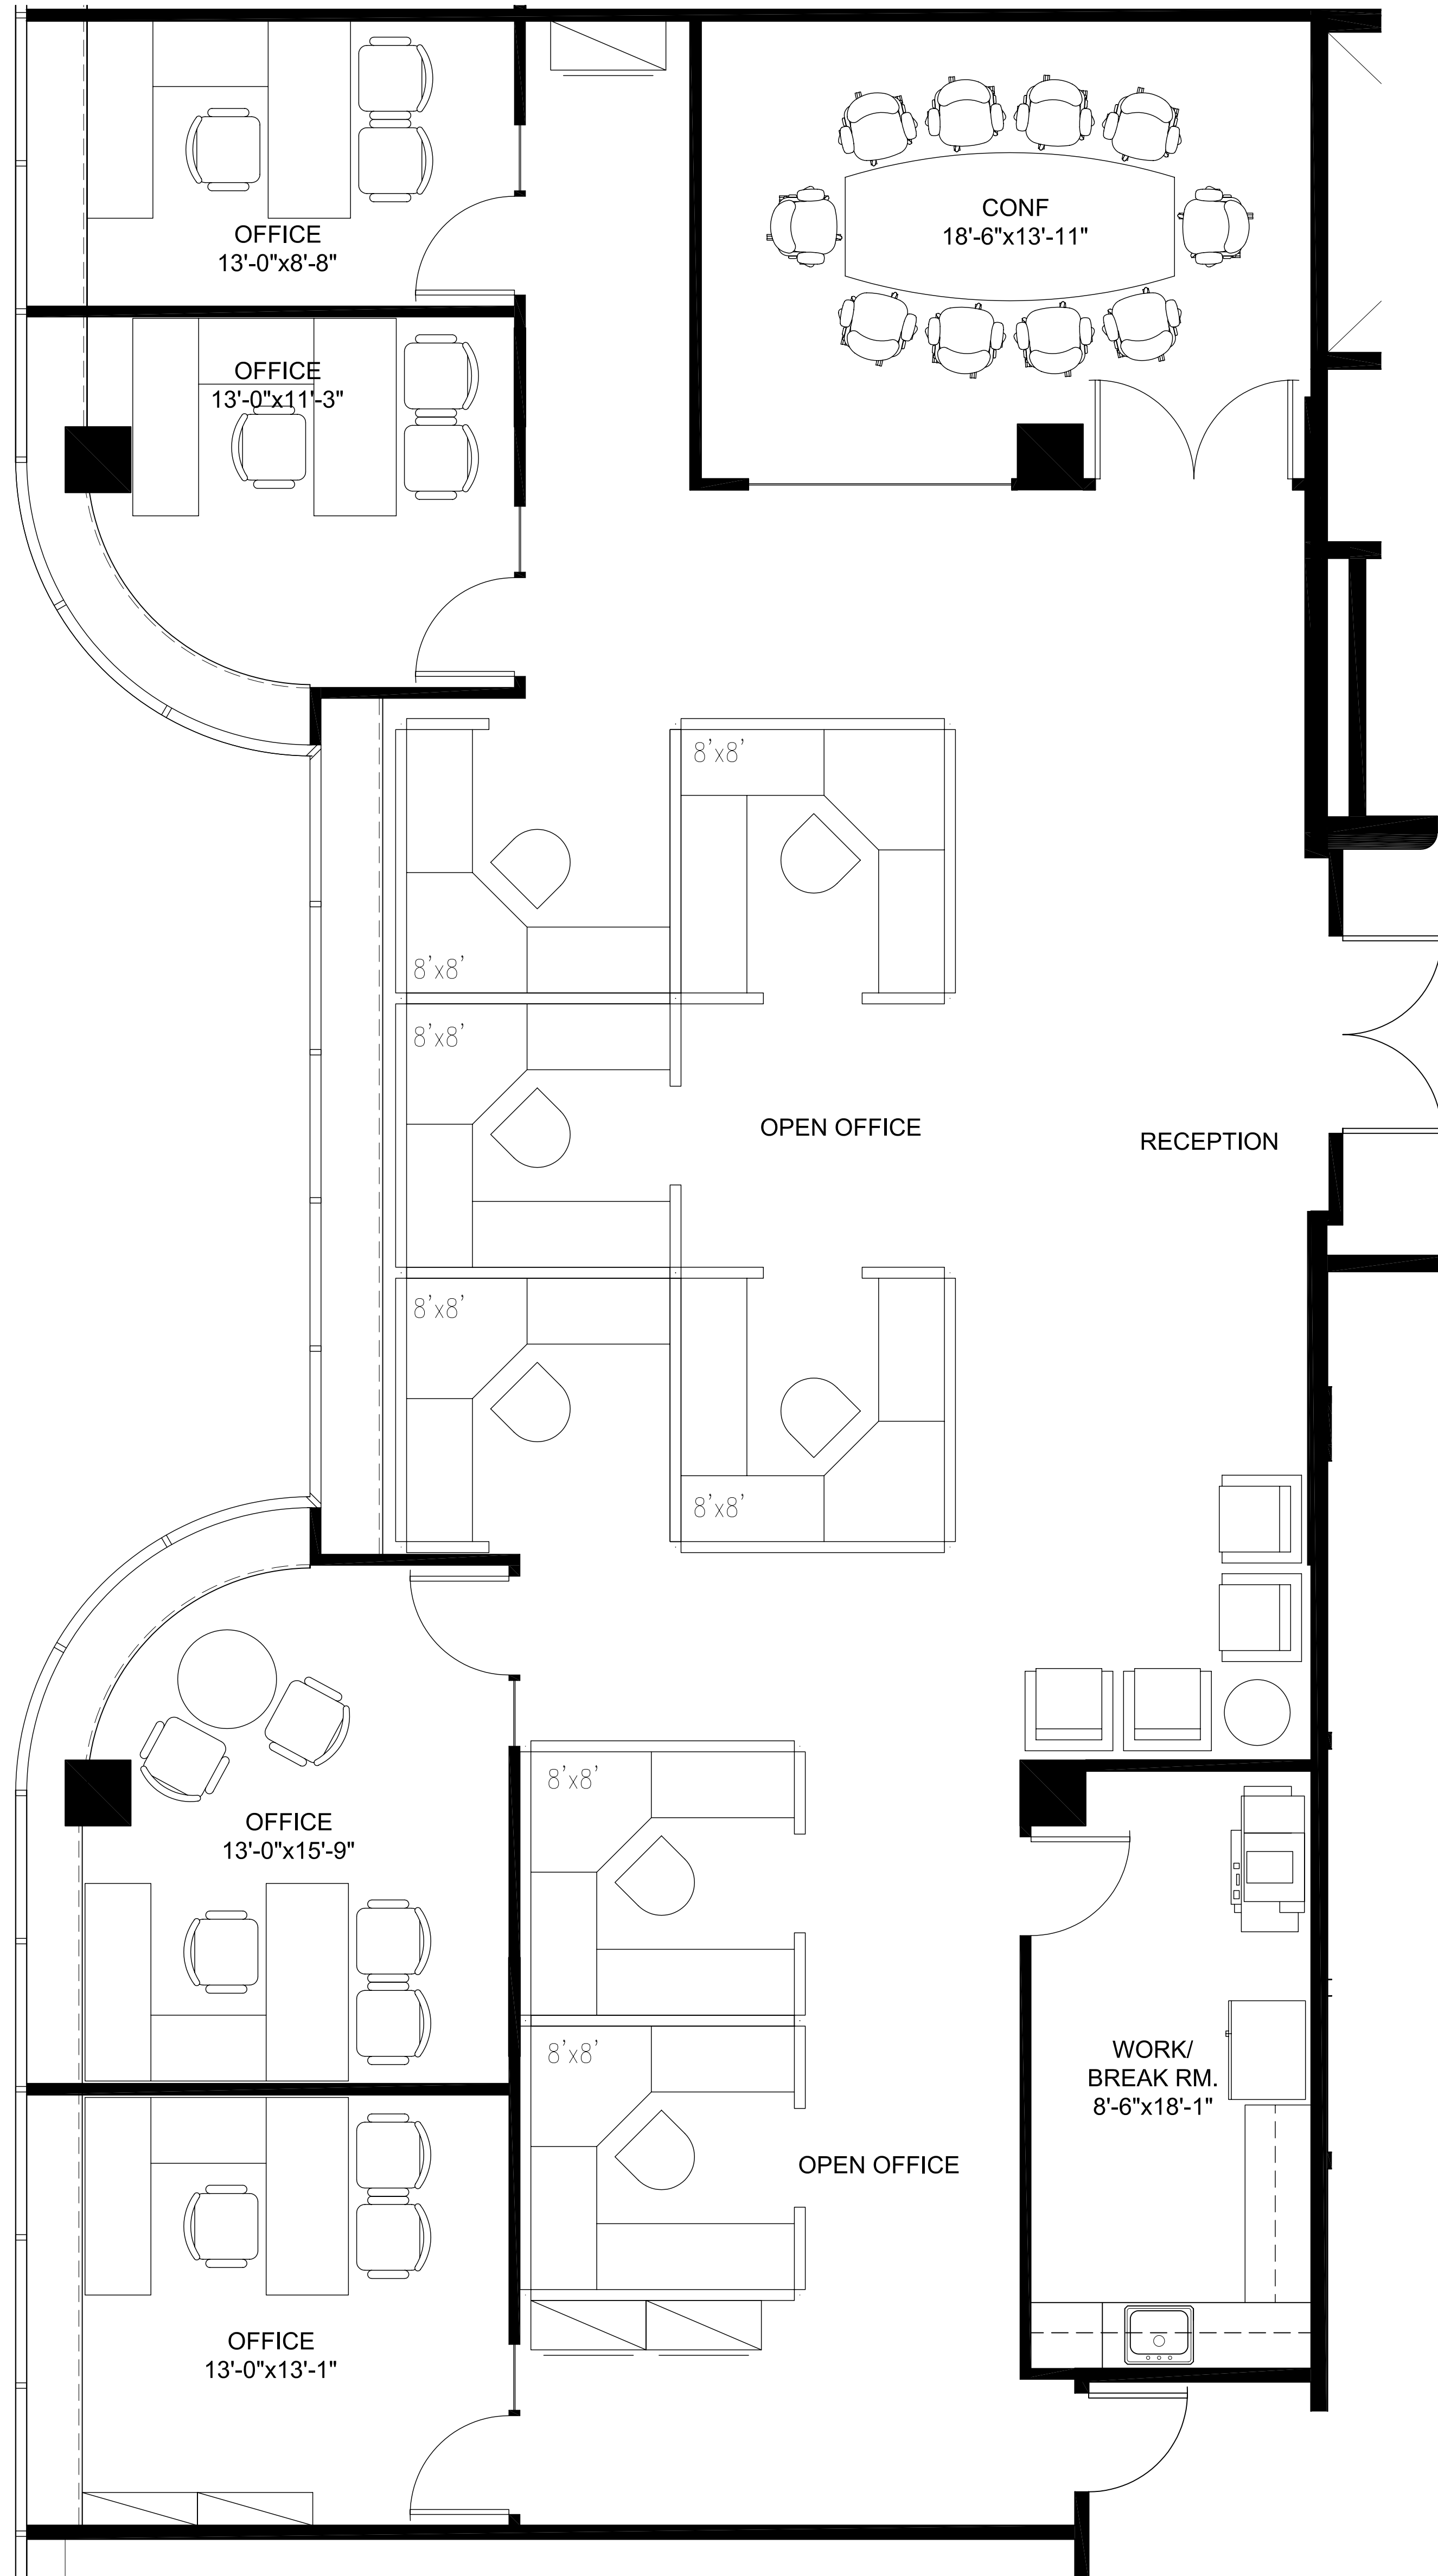 OFFICE
13'-0"x8'-8"
CONF
18'-6"x13'-11"
OFFICE
13'-0"x11'-3"
8'x8'
8'x8'
8'x8'
OPEN OFFICE
RECEPTION
8'x8'
8'x8'
8'x8'
OFFICE
13'-0"x15'-9"
8'x8'
WORK/
BREAK RM.
8'-6"x18'-1"
OPEN OFFICE
OFFICE
13'-0"x13'-1"